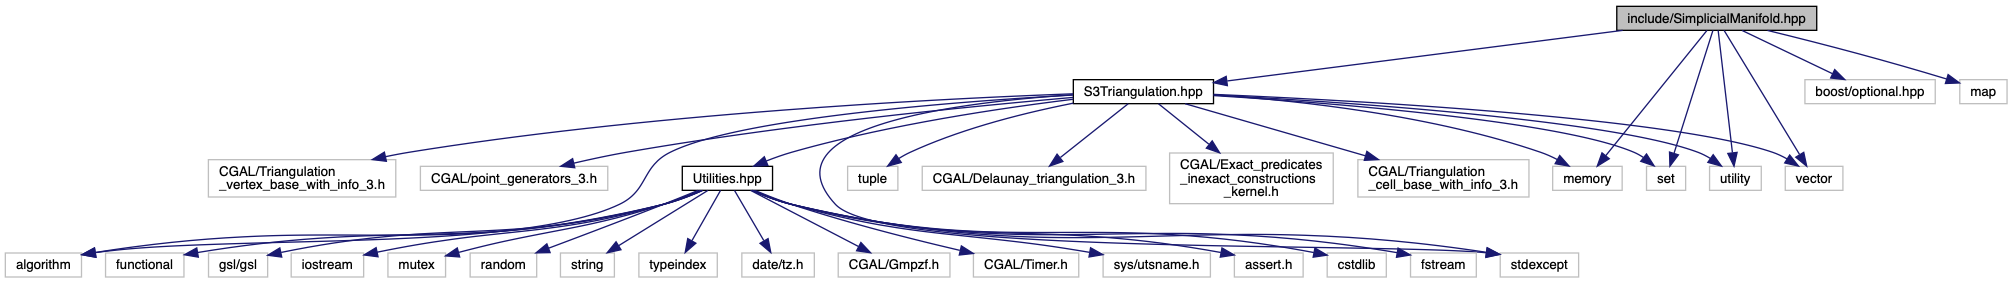 include/SimplicialManifold.hpp
S3Triangulation.hpp
boost/optional.hpp
map
CGAL/Triangulation
_vertex_base_with_info_3.h
CGAL/point_generators_3.h
Utilities.hpp
tuple
CGAL/Delaunay_triangulation_3.h
CGAL/Exact_predicates
_inexact_constructions
_kernel.h
CGAL/Triangulation
_cell_base_with_info_3.h
memory
set
utility
vector
algorithm
functional
gsl/gsl
iostream
mutex
random
string
typeindex
date/tz.h
CGAL/Gmpzf.h
CGAL/Timer.h
sys/utsname.h
assert.h
cstdlib
fstream
stdexcept